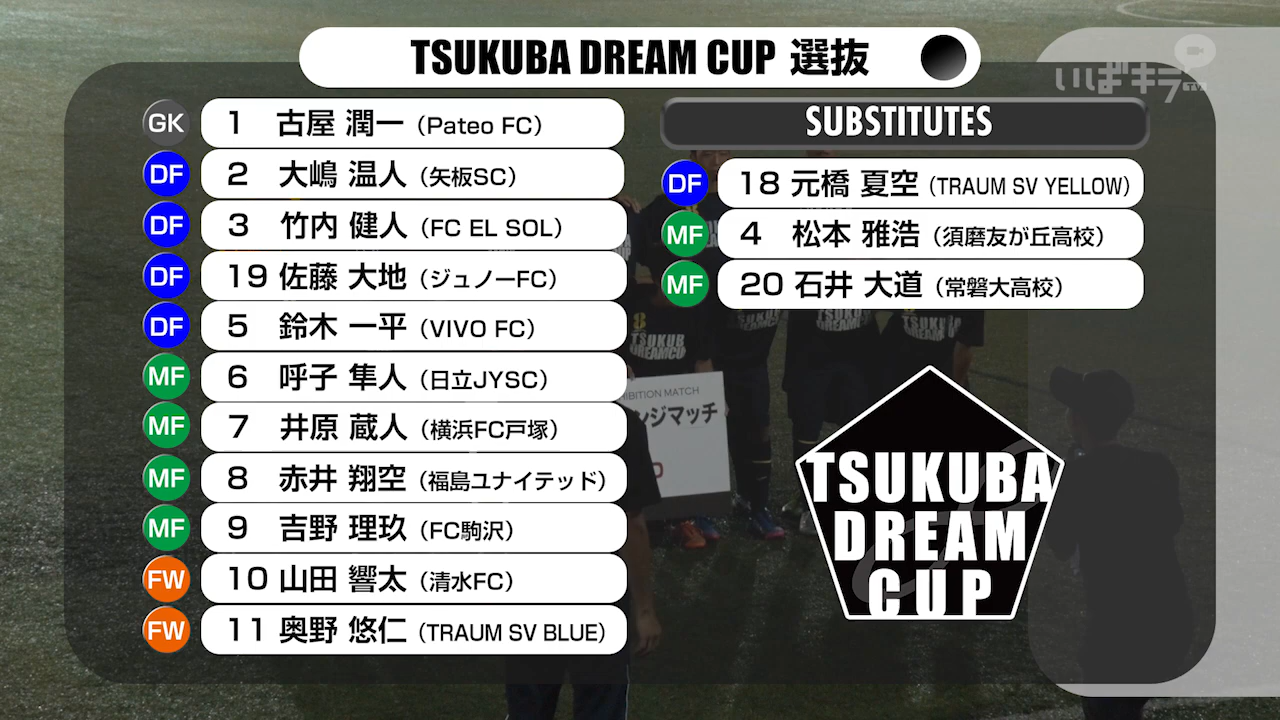 TSUKUBA DREAM CUP 選抜
いばキラTV
GK 1 古屋 潤一（Pateo FC）
DF 2 大嶋 温人（矢板SC）
DF 3 竹内 健人（FC EL SOL）
DF 19 佐藤 大地（ジュノーFC）
DF 5 鈴木 一平（VIVO FC）
MF 6 呼子 隼人（日立JYSC）
MF 7 井原 蔵人（横浜FC戸塚）
MF 8 赤井 翔空（福島ユナイテッド）
MF 9 吉野 理玖（FC駒沢）
FW 10 山田 響太（清水FC）
FW 11 奥野 悠仁（TRAUM SV BLUE）
SUBSTITUTES
DF 18 元橋 夏空（TRAUM SV YELLOW）
MF 4 松本 雅浩（須磨友が丘高校）
MF 20 石井 大道（常磐大高校）
TSUKUBA
DREAM
CUP